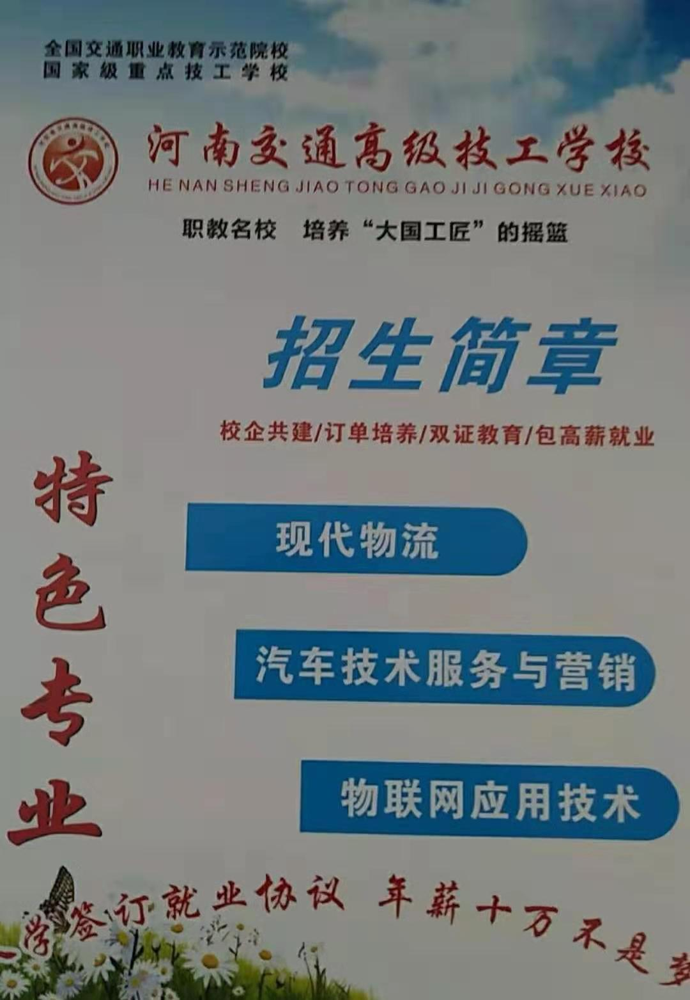 全国交通职业教育示范院校
国家级重点技工学校
河南交通高级技工学校
HE NAN SHENG JIAO TONG GAO JI JI GONG XUE XIAO
职教名校 培养“大国工匠”的摇篮
招生简章
校企共建/订单培养/双证教育/包高薪就业
特色专业
现代物流
汽车技术服务与营销
物联网应用技术
学签订就业协议 年薪十万不是梦